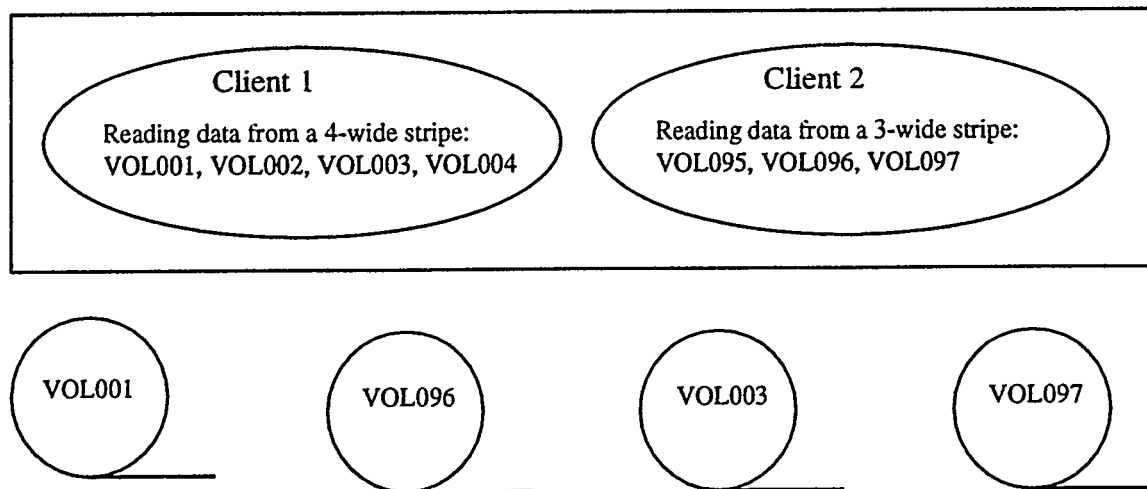 Client 1
Reading data from a 4-wide stripe:
VOL001, VOL002, VOL003, VOL004
Client 2
Reading data from a 3-wide stripe:
VOL095, VOL096, VOL097
VOL001
VOL096
VOL003
VOL097